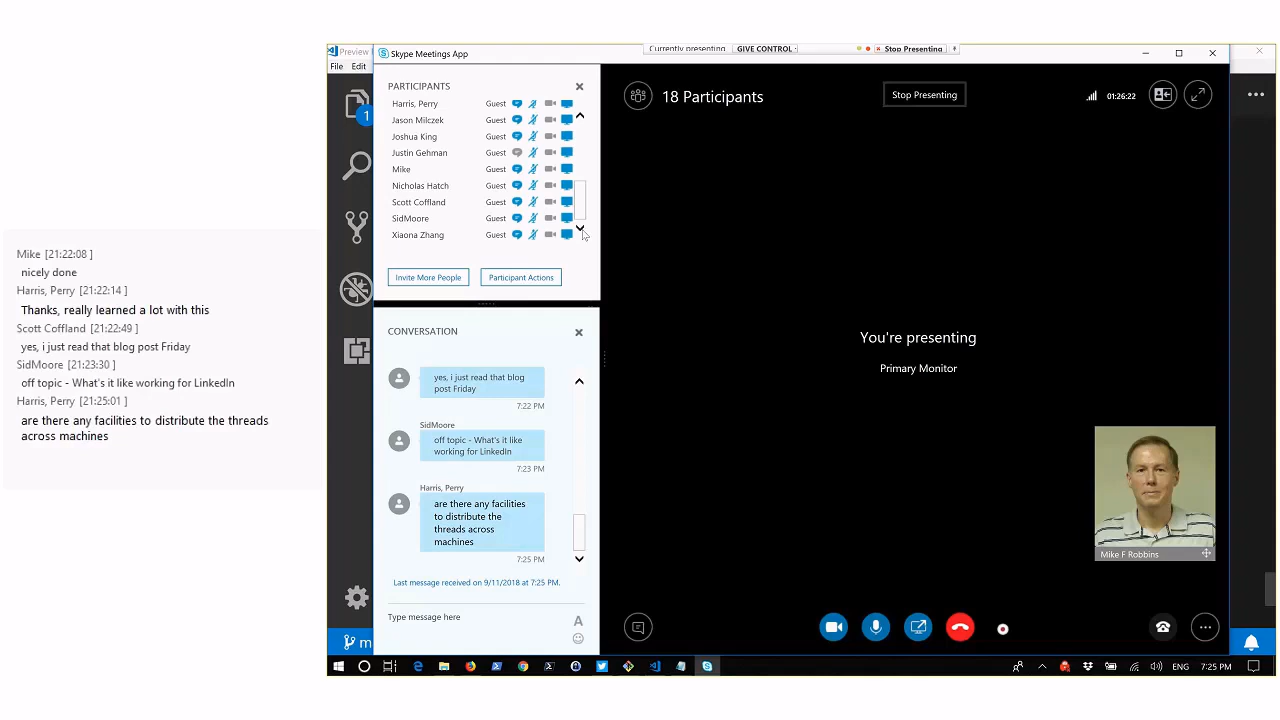 Mike [21:22:08 ]
nicely done
Harris, Perry [21:22:14 ]
Thanks, really learned a lot with this
Scott Coffland [21:22:49 ]
yes, i just read that blog post Friday
SidMoore [21:23:30 ]
off topic - What's it like working for LinkedIn
Harris, Perry [21:25:01 ]
are there any facilities to distribute the threads
across machines
Preview
File Edit
1
m
Skype Meetings App
Currently presenting
GIVE CONTROL
Stop Presenting
PARTICIPANTS
Harris, Perry Guest
Jason Milczek Guest
Joshua King Guest
Justin Gehman Guest
Mike Guest
Nicholas Hatch Guest
Scott Coffland Guest
SidMoore Guest
Xiaona Zhang Guest
Invite More People
Participant Actions
CONVERSATION
yes, i just read that blog
post Friday
7:22 PM
SidMoore
off topic - What's it like
working for LinkedIn
7:23 PM
Harris, Perry
are there any facilities
to distribute the
threads across
machines
7:25 PM
Last message received on 9/11/2018 at 7:25 PM.
Type message here
A
18 Participants
Stop Presenting
01:26:22
You're presenting
Primary Monitor
Mike F Robbins
ENG
7:25 PM